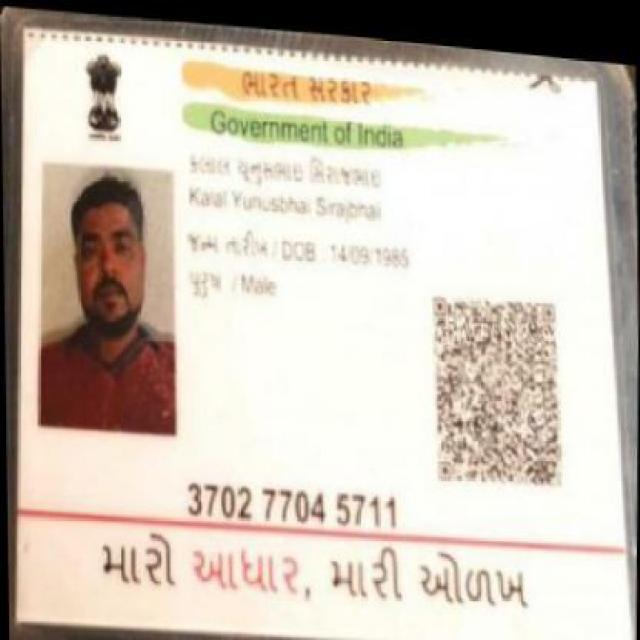 ભારત સરકાર
Government of India
કલાલ યુનુસભાઇ સિરાજભાઇ
Kalal Yunusbhai Sirajbhai
જન્મ તારીખ / DOB : 14/09/1985
પુરુષ / Male
3702 7704 5711
મારો આધાર, મારી ઓળખ